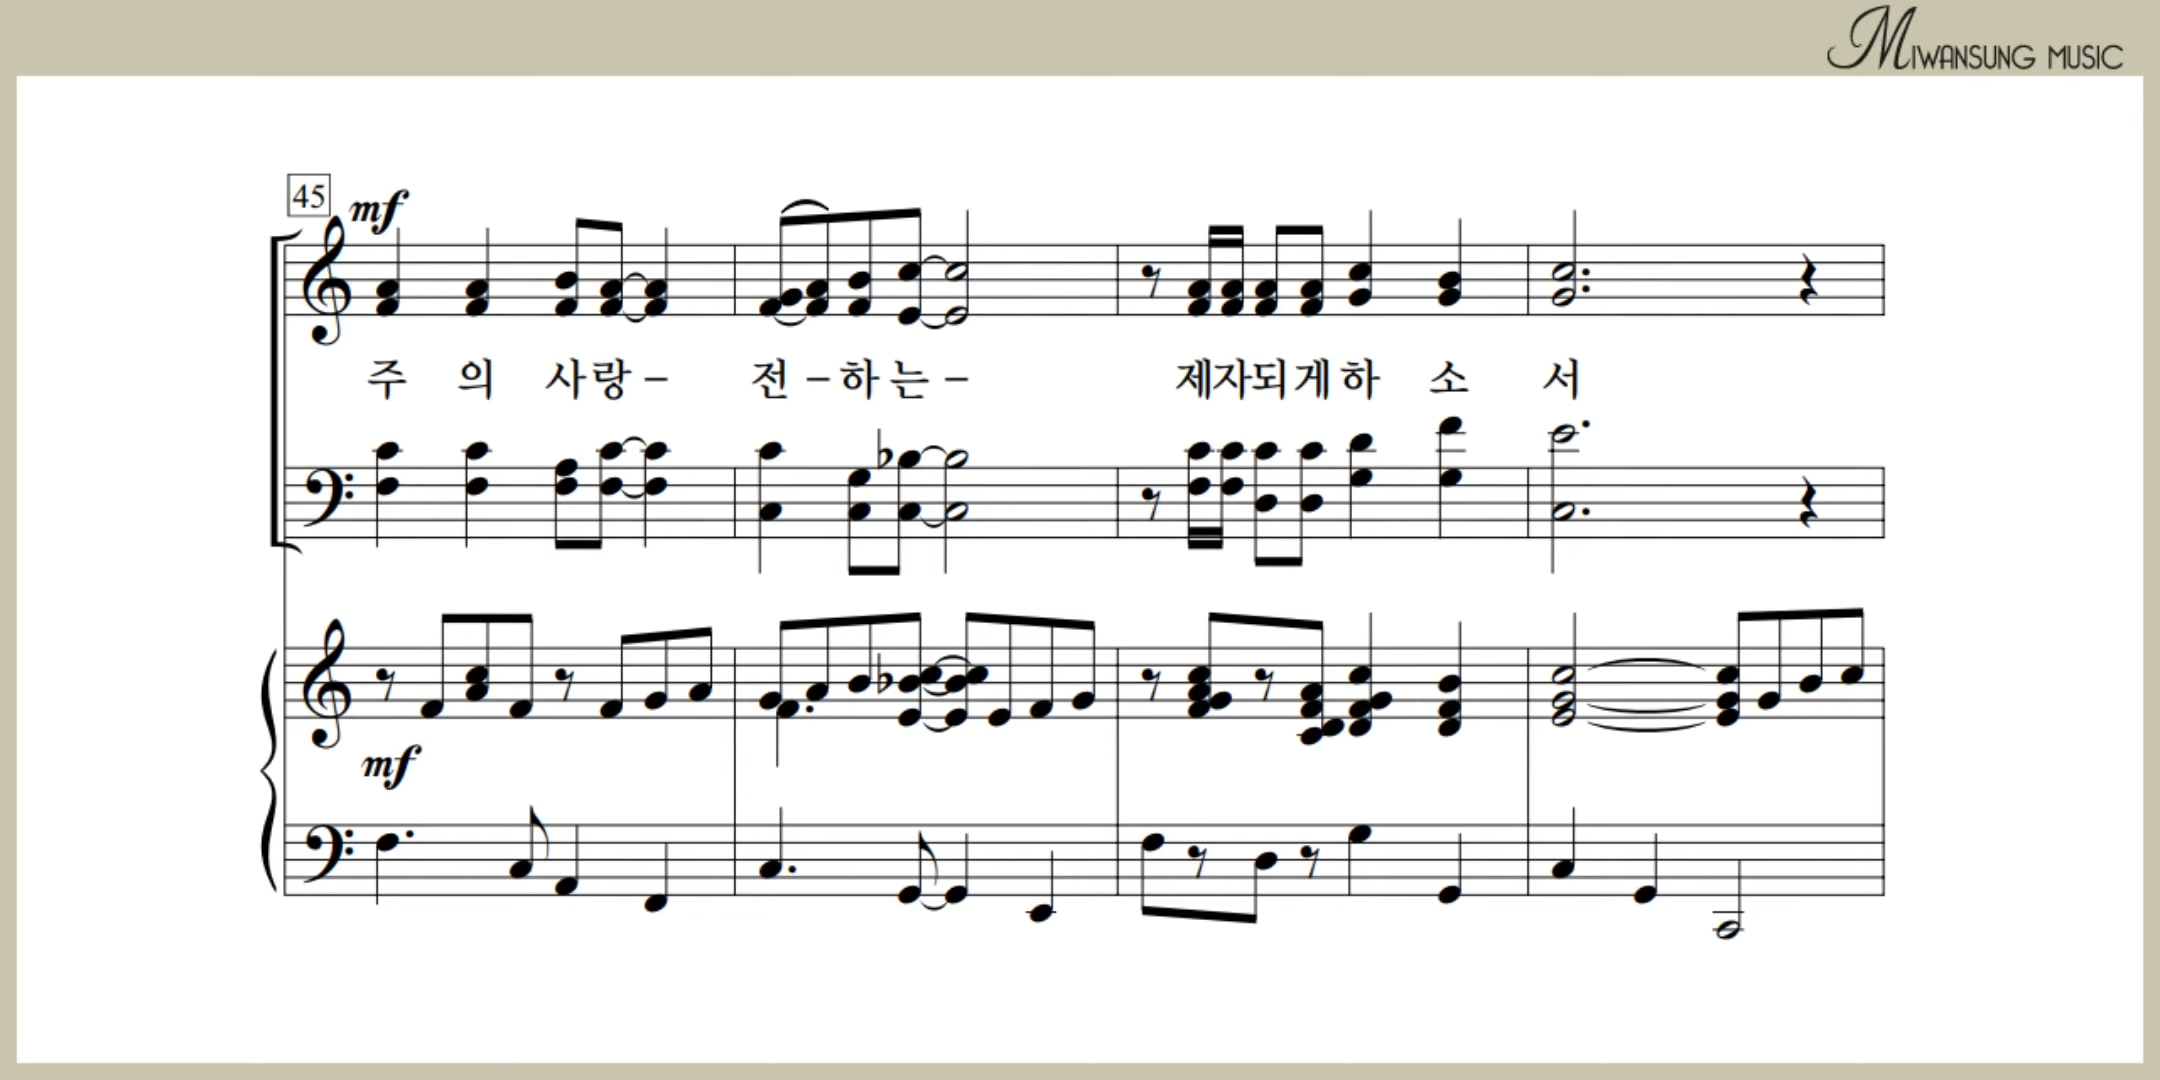 MIWANSUNG MUSIC
45
mf
주 의 사랑 – 전 – 하 는 – 제자되게하 소 서
mf